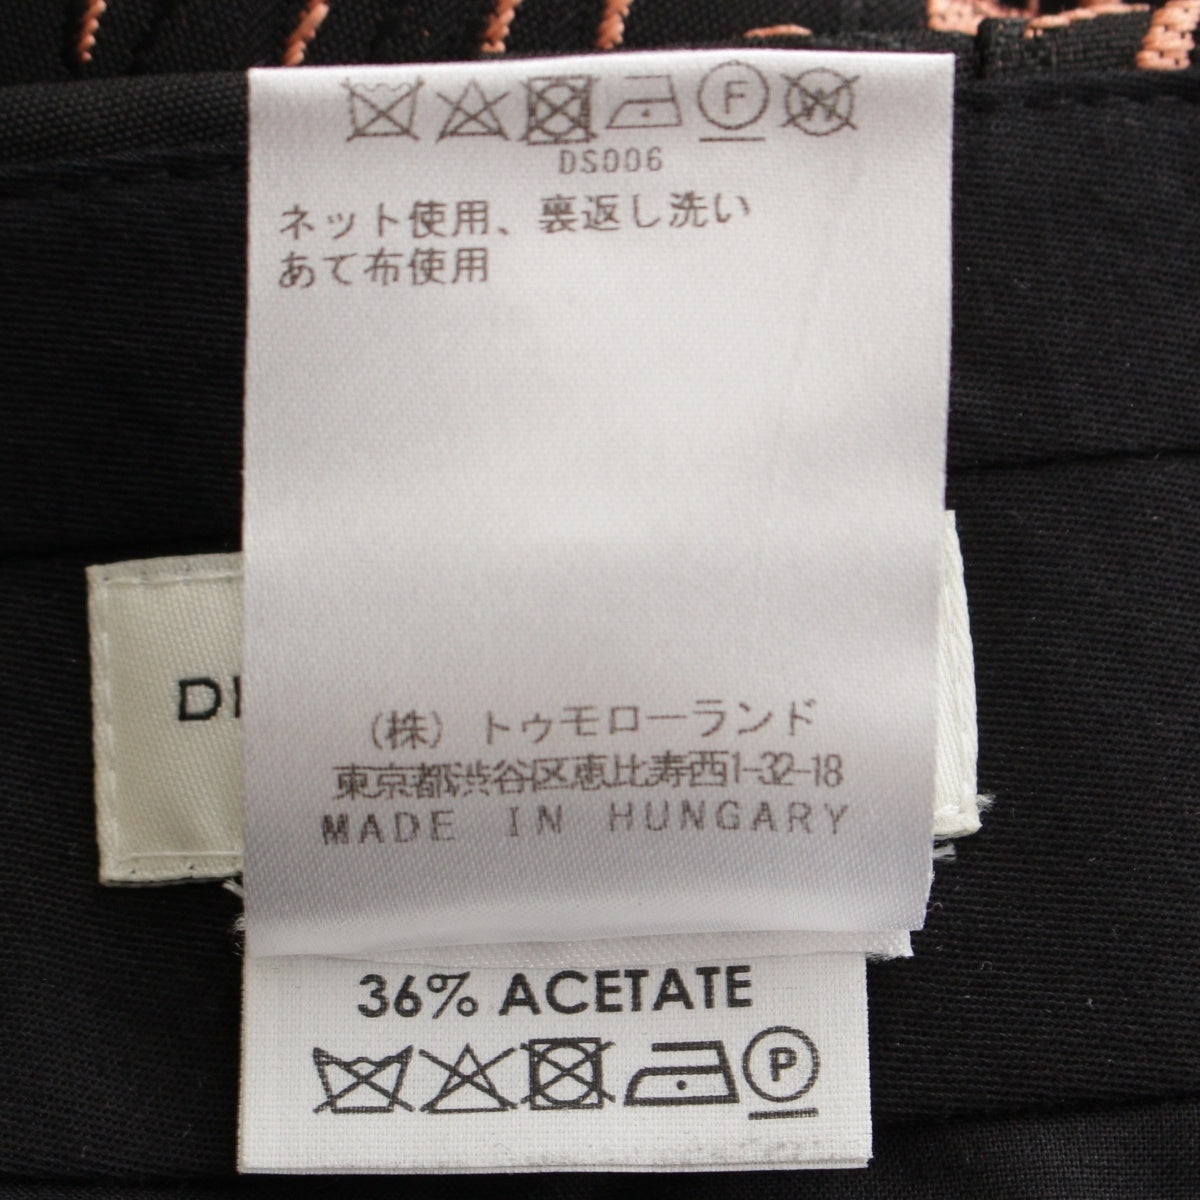 F W
DS006
ネット使用、裏返し洗い
あて布使用
DI
(株)トゥモローランド
東京都渋谷区恵比寿西1-32-18
MADE IN HUNGARY
36% ACETATE
P